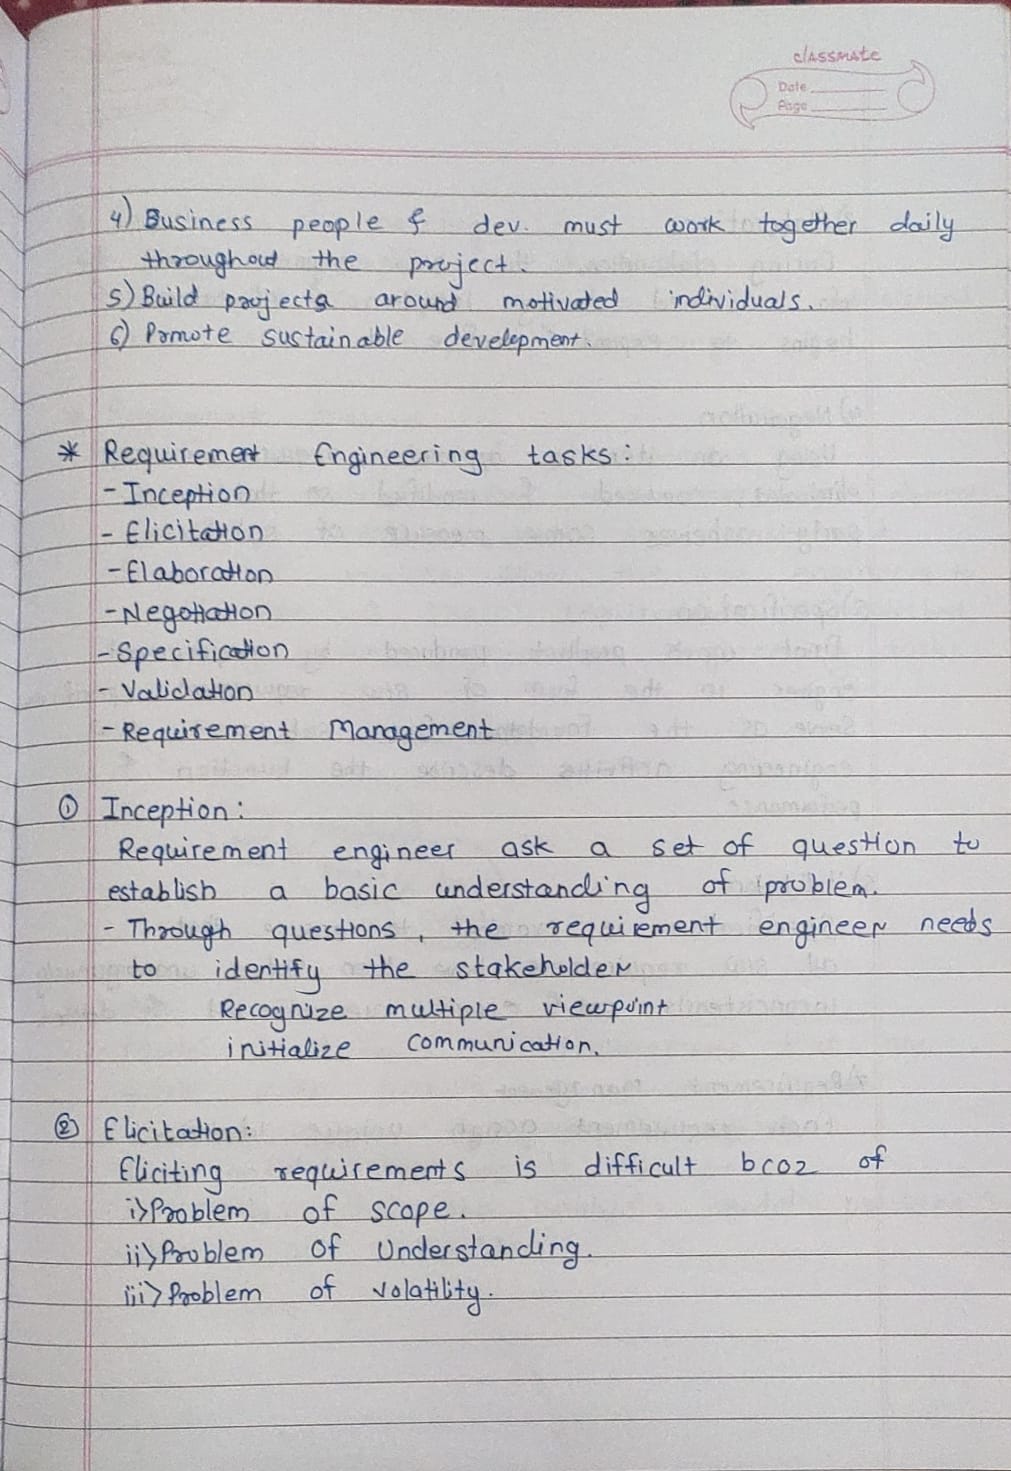 classmate
Date
Page
4) Business people & dev. must work together daily
throughout the project.
5) Build projects around motivated individuals.
6) Promote sustainable development.
* Requirement Engineering tasks:
- Inception
- Elicitation
- Elaboration
- Negotiation
- Specification
- Validation
- Requirement Management
① Inception:
Requirement engineer ask a set of question to
establish a basic understanding of problem.
- Through questions, the requirement engineer needs
to identify the stakeholder
Recognize multiple viewpoint
initialize communication.
② Elicitation:
Eliciting requirements is difficult bcoz of
i> Problem of scope.
ii> Problem of Understanding.
iii> Problem of volatility.